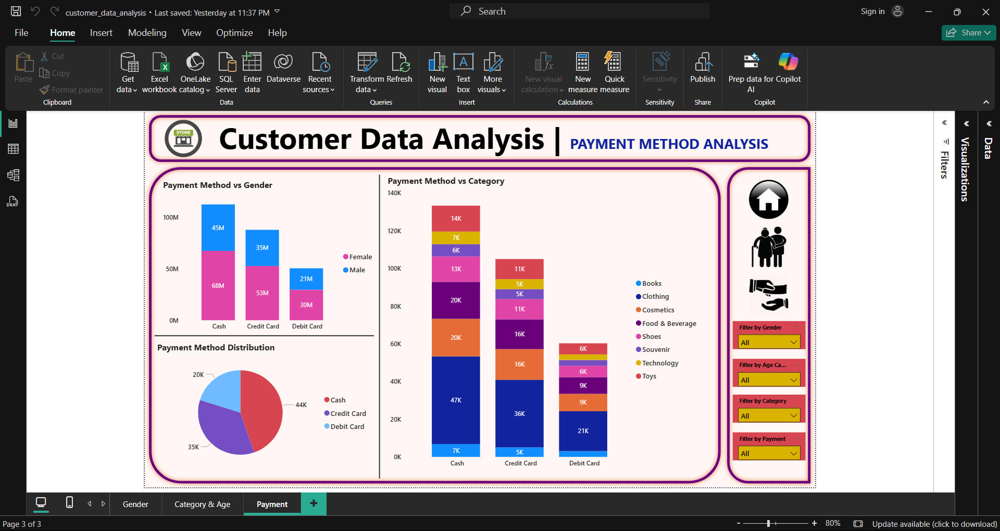 customer_data_analysis • Last saved: Yesterday at 11:37 PM
Search
Sign in
File Home Insert Modeling View Optimize Help
Share
Paste
Cut
Copy
Format painter
Clipboard
Get data
Excel workbook
OneLake catalog
SQL Server
Enter data
Dataverse
Recent sources
Data
Transform data
Refresh
Queries
New visual
Text box
More visuals
Insert
New visual calculation
New measure
Quick measure
Calculations
Sensitivity
Sensitivity
Publish
Share
Prep data for AI
Copilot
Copilot
DAX
STORE
Customer Data Analysis | PAYMENT METHOD ANALYSIS
Payment Method vs Gender
100M
50M
0M
45M
68M
35M
53M
21M
30M
Cash
Credit Card
Debit Card
Female
Male
Payment Method Distribution
20K
44K
35K
Cash
Credit Card
Debit Card
Payment Method vs Category
140K
120K
100K
80K
60K
40K
20K
0K
14K
7K
6K
13K
20K
20K
47K
7K
11K
5K
5K
11K
16K
16K
36K
5K
6K
6K
9K
9K
21K
Cash
Credit Card
Debit Card
Books
Clothing
Cosmetics
Food & Beverage
Shoes
Souvenir
Technology
Toys
Filter by Gender
All
Filter by Age Ca...
All
Filter by Category
All
Filter by Payment
All
Filters
Visualizations
Data
Gender
Category & Age
Payment
Page 3 of 3
- + 80%
Update available (click to download)